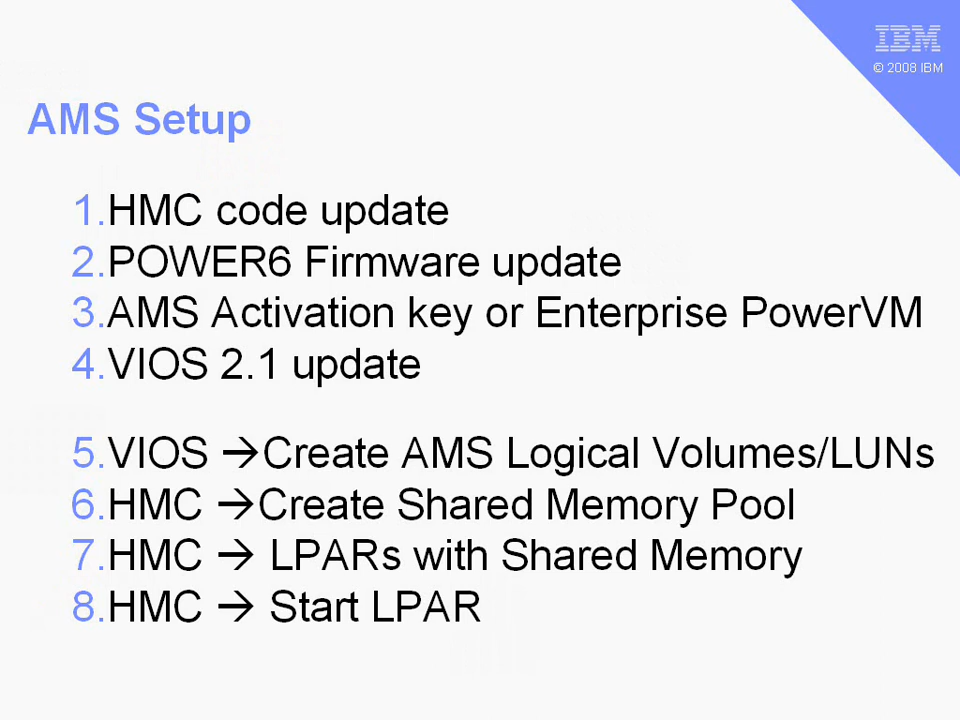 IBM
© 2008 IBM
AMS Setup
1.HMC code update
2.POWER6 Firmware update
3.AMS Activation key or Enterprise PowerVM
4.VIOS 2.1 update
5.VIOS →Create AMS Logical Volumes/LUNs
6.HMC →Create Shared Memory Pool
7.HMC → LPARs with Shared Memory
8.HMC → Start LPAR